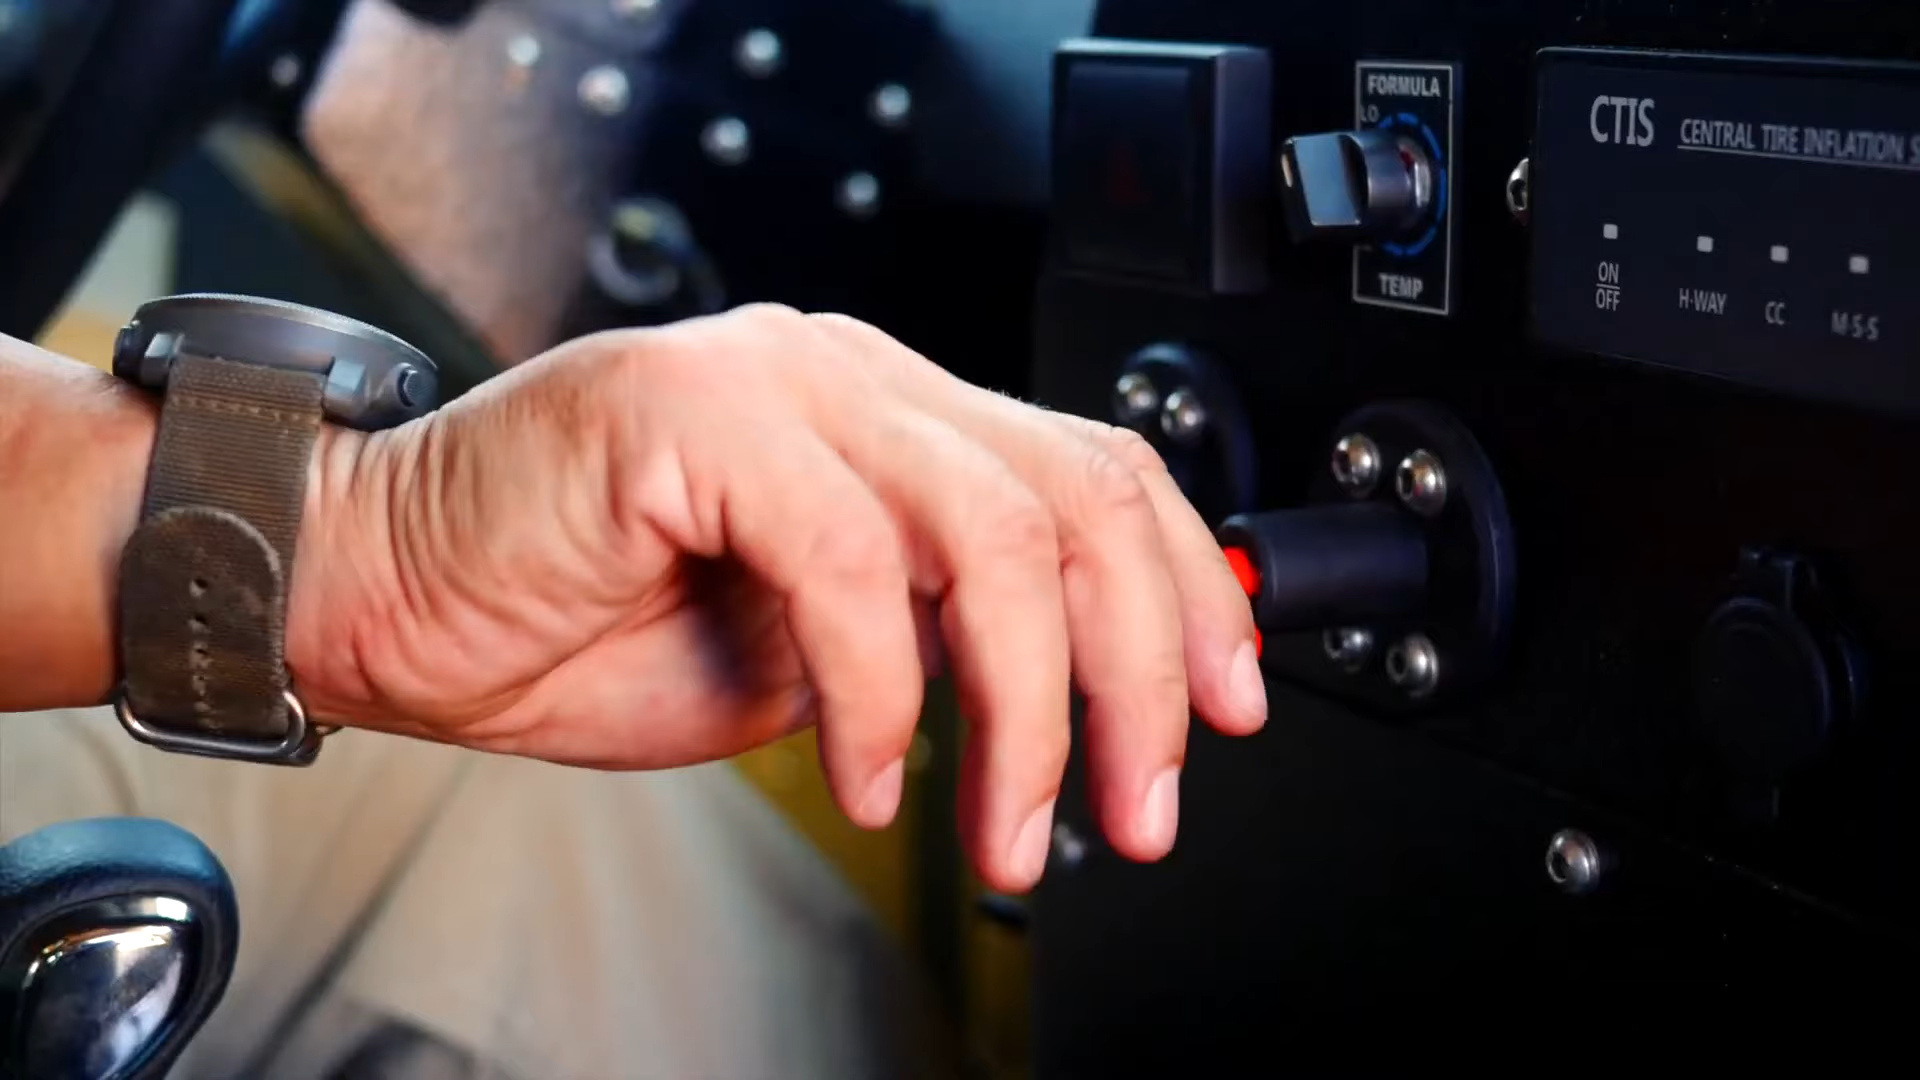 FORMULA
LO
TEMP
CTIS
CENTRAL TIRE INFLATION S
ON
OFF
H-WAY
CC
M-S-S